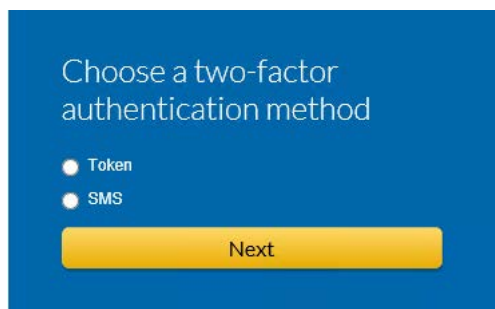 Choose a two-factor
authentication method
Token
SMS
Next